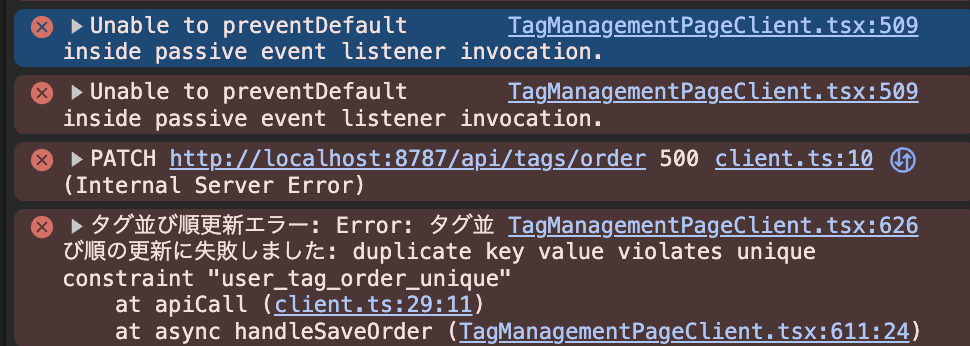 Unable to preventDefault TagManagementPageClient.tsx:509
inside passive event listener invocation.
Unable to preventDefault TagManagementPageClient.tsx:509
inside passive event listener invocation.
PATCH http://localhost:8787/api/tags/order 500 client.ts:10
(Internal Server Error)
タグ並び順更新エラー: Error: タグ並 TagManagementPageClient.tsx:626
び順の更新に失敗しました: duplicate key value violates unique
constraint "user_tag_order_unique"
at apiCall (client.ts:29:11)
at async handleSaveOrder (TagManagementPageClient.tsx:611:24)